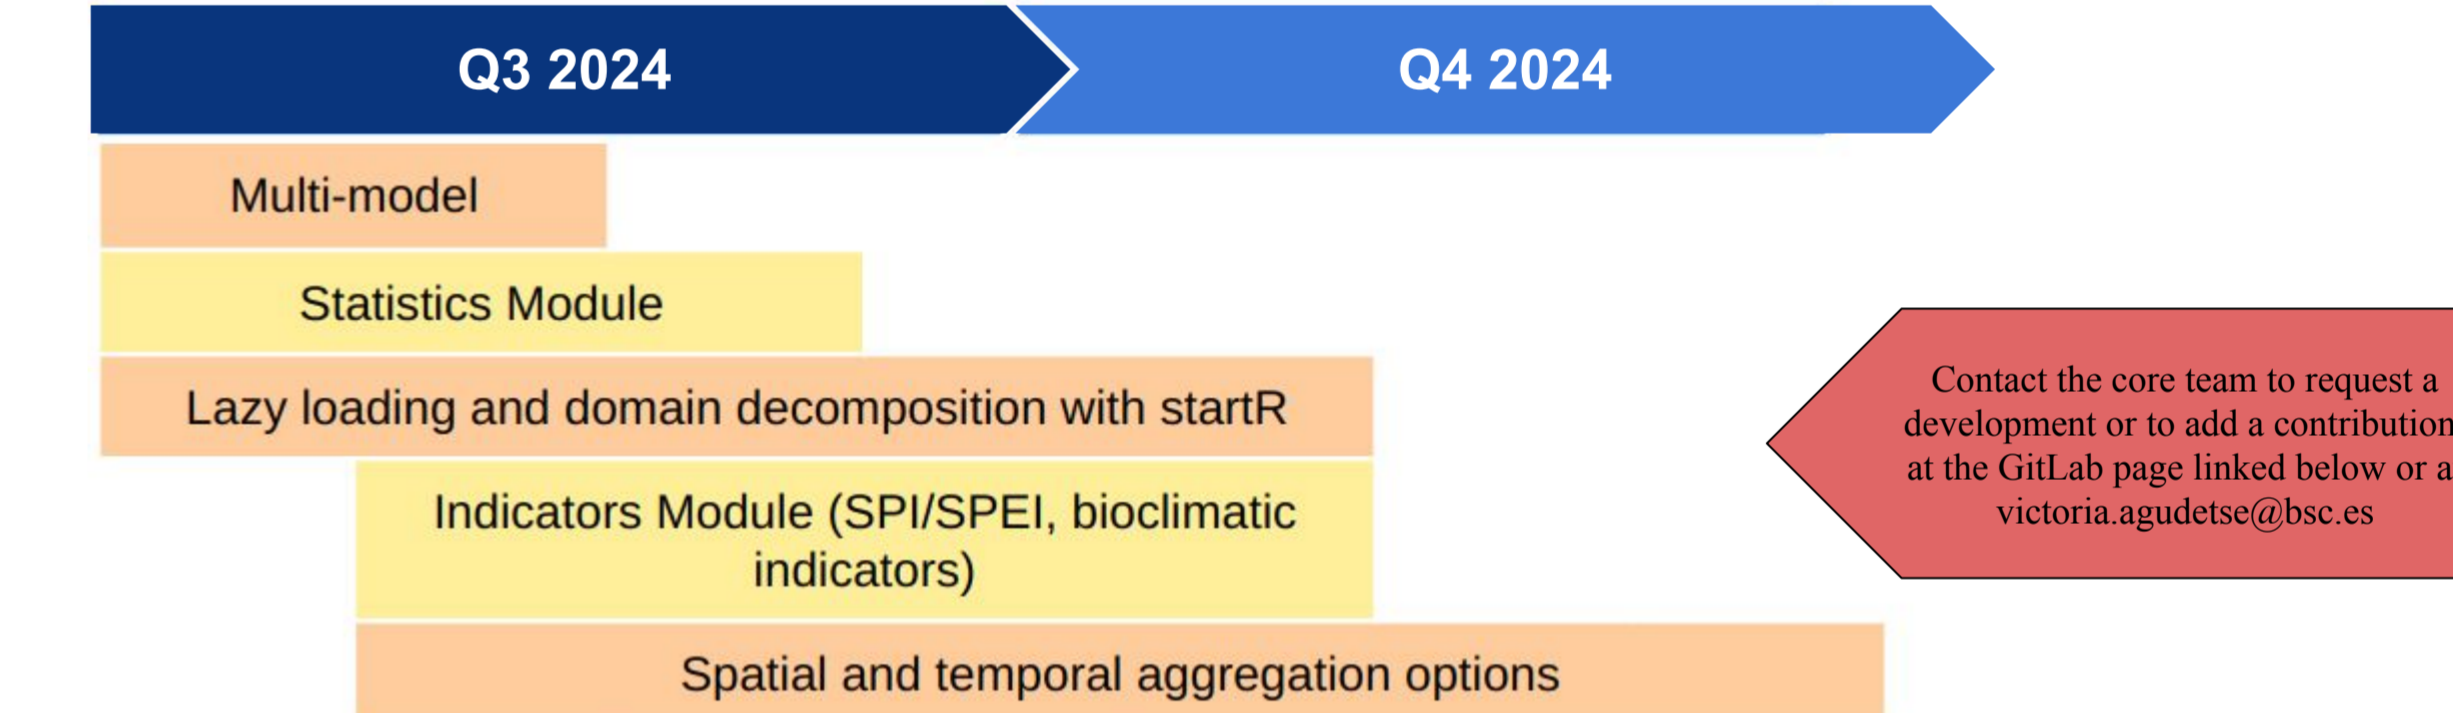 Q3 2024
Q4 2024
Multi-model
Statistics Module
Lazy loading and domain decomposition with startR
Indicators Module (SPI/SPEI, bioclimatic
indicators)
Spatial and temporal aggregation options
Contact the core team to request a
development or to add a contribution
at the GitLab page linked below or a
victoria.agudetse@bsc.es